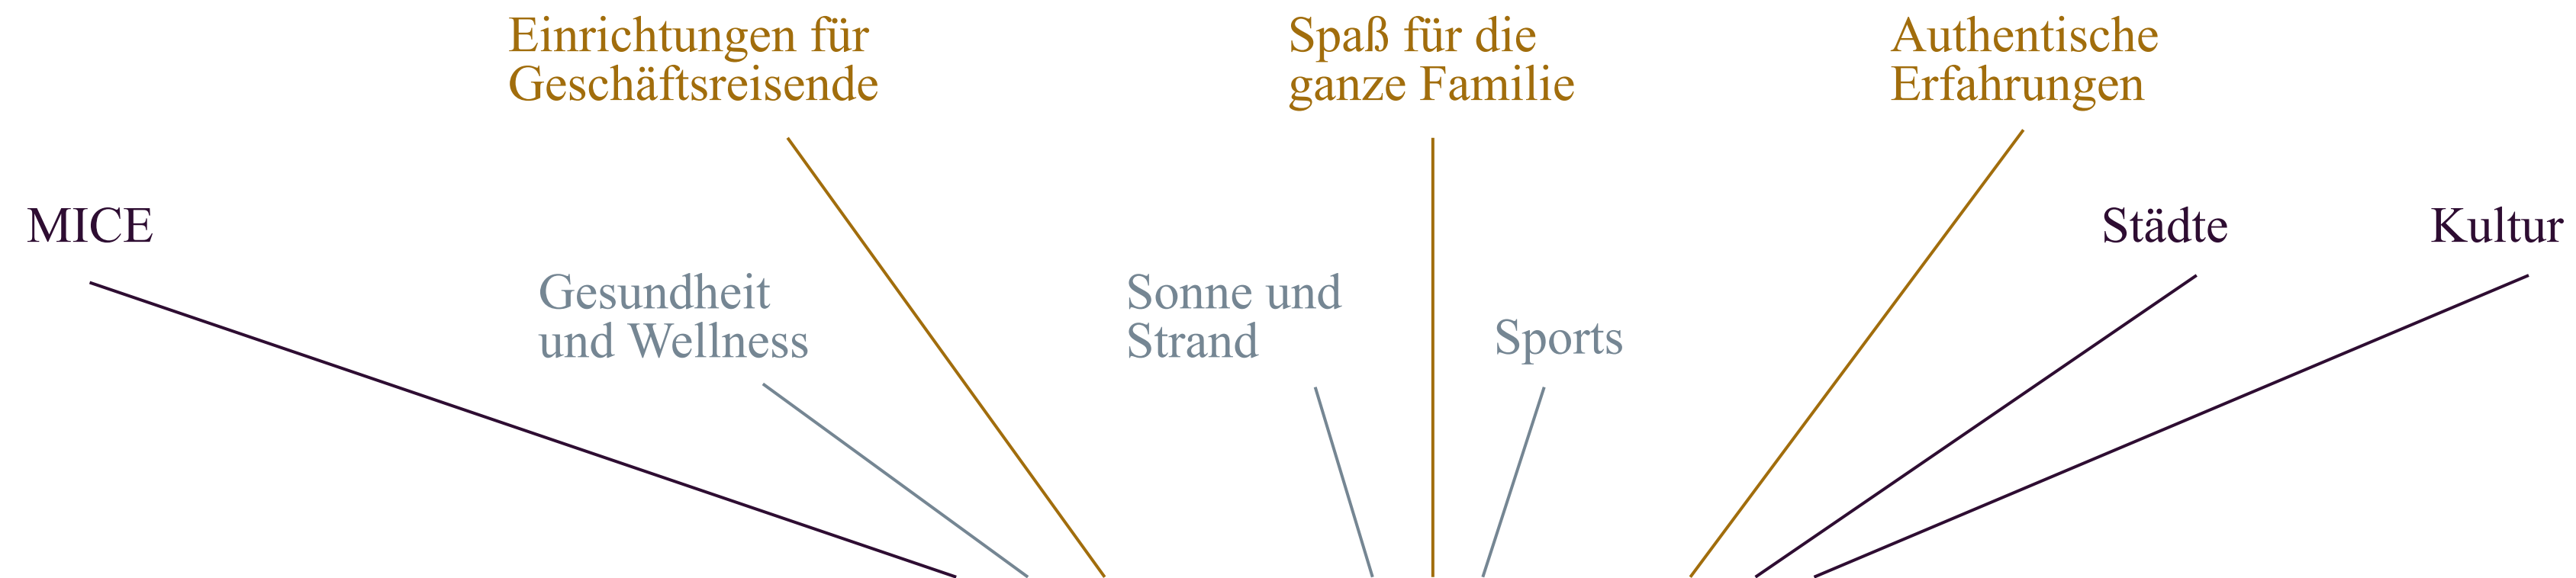 Einrichtungen für
Geschäftsreisende
Spaß für die
ganze Familie
Authentische
Erfahrungen
MICE
Städte
Kultur
Gesundheit
und Wellness
Sonne und
Strand
Sports